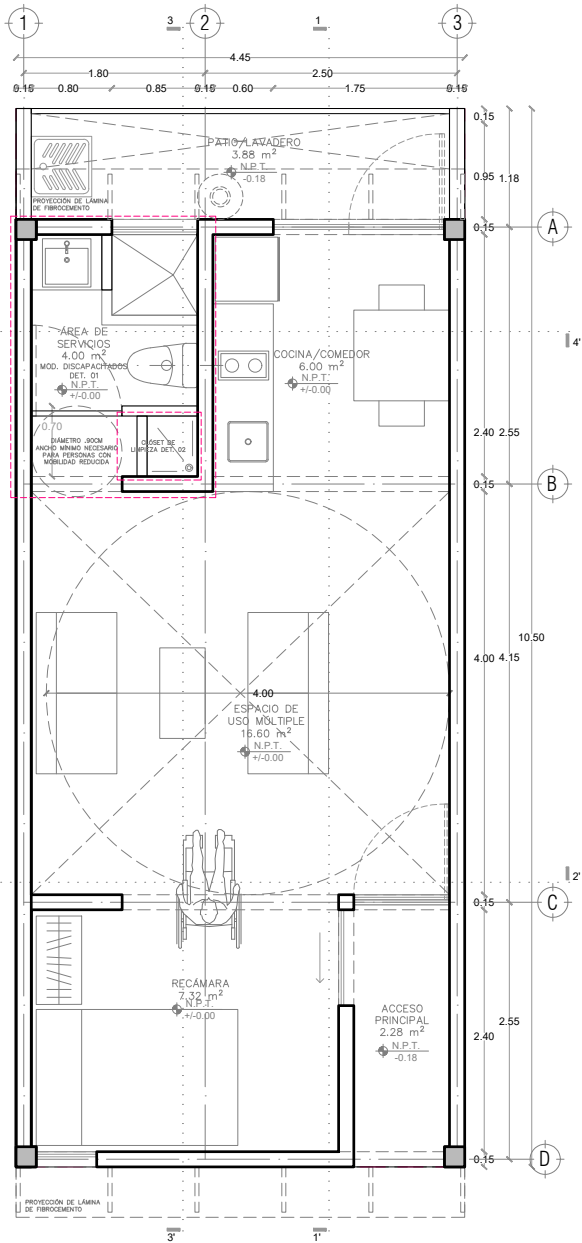 1
2
3
3
1
4.45
1.80
2.50
0.15
0.80
0.85
0.15
0.60
1.75
0.15
0.15
PATIO/LAVADERO
3.88 m²
N.P.T.
-0.18
0.95
1.18
PROYECCIÓN DE LÁMINA
DE FIBROCEMENTO
0.15
A
ÁREA DE
SERVICIOS
4.00 m²
MOD. DISCAPACITADOS
DET. 01
N.P.T.
+/-0.00
COCINA/COMEDOR
6.00 m²
N.P.T.
+/-0.00
4'
0.70
DIÁMETRO .90CM
ANCHO MÍNIMO NECESARIO
PARA PERSONAS CON
MOBILIDAD REDUCIDA
CLÓSET DE
LIMPIEZA DET. 02
2.40
2.55
0.15
B
10.50
4.00
4.15
4.00
ESPACIO DE
USO MÚLTIPLE
16.60 m²
N.P.T.
+/-0.00
2'
0.15
C
RECÁMARA
7.32 m²
N.P.T.
+/-0.00
ACCESO
PRINCIPAL
2.28 m²
N.P.T.
-0.18
2.40
2.55
0.15
D
PROYECCIÓN DE LÁMINA
DE FIBROCEMENTO
3'
1'